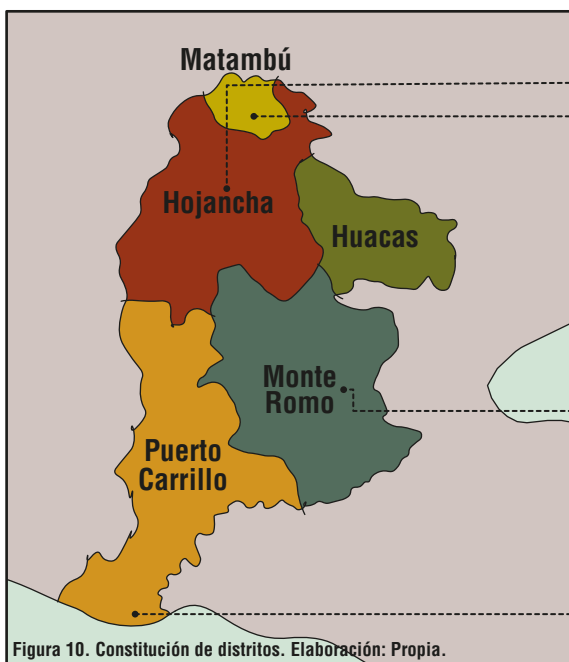 Matambú
Hojancha
Huacas
Monte
Romo
Puerto
Carrillo
Figura 10. Constitución de distritos. Elaboración: Propia.